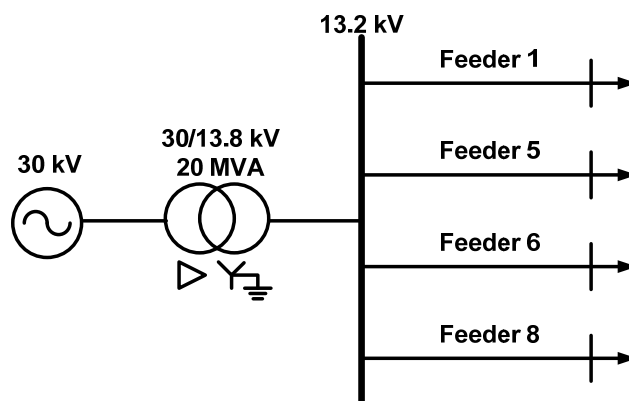 13.2 kV
Feeder 1
30/13.8 kV
20 MVA
30 kV
Feeder 5
Feeder 6
Feeder 8